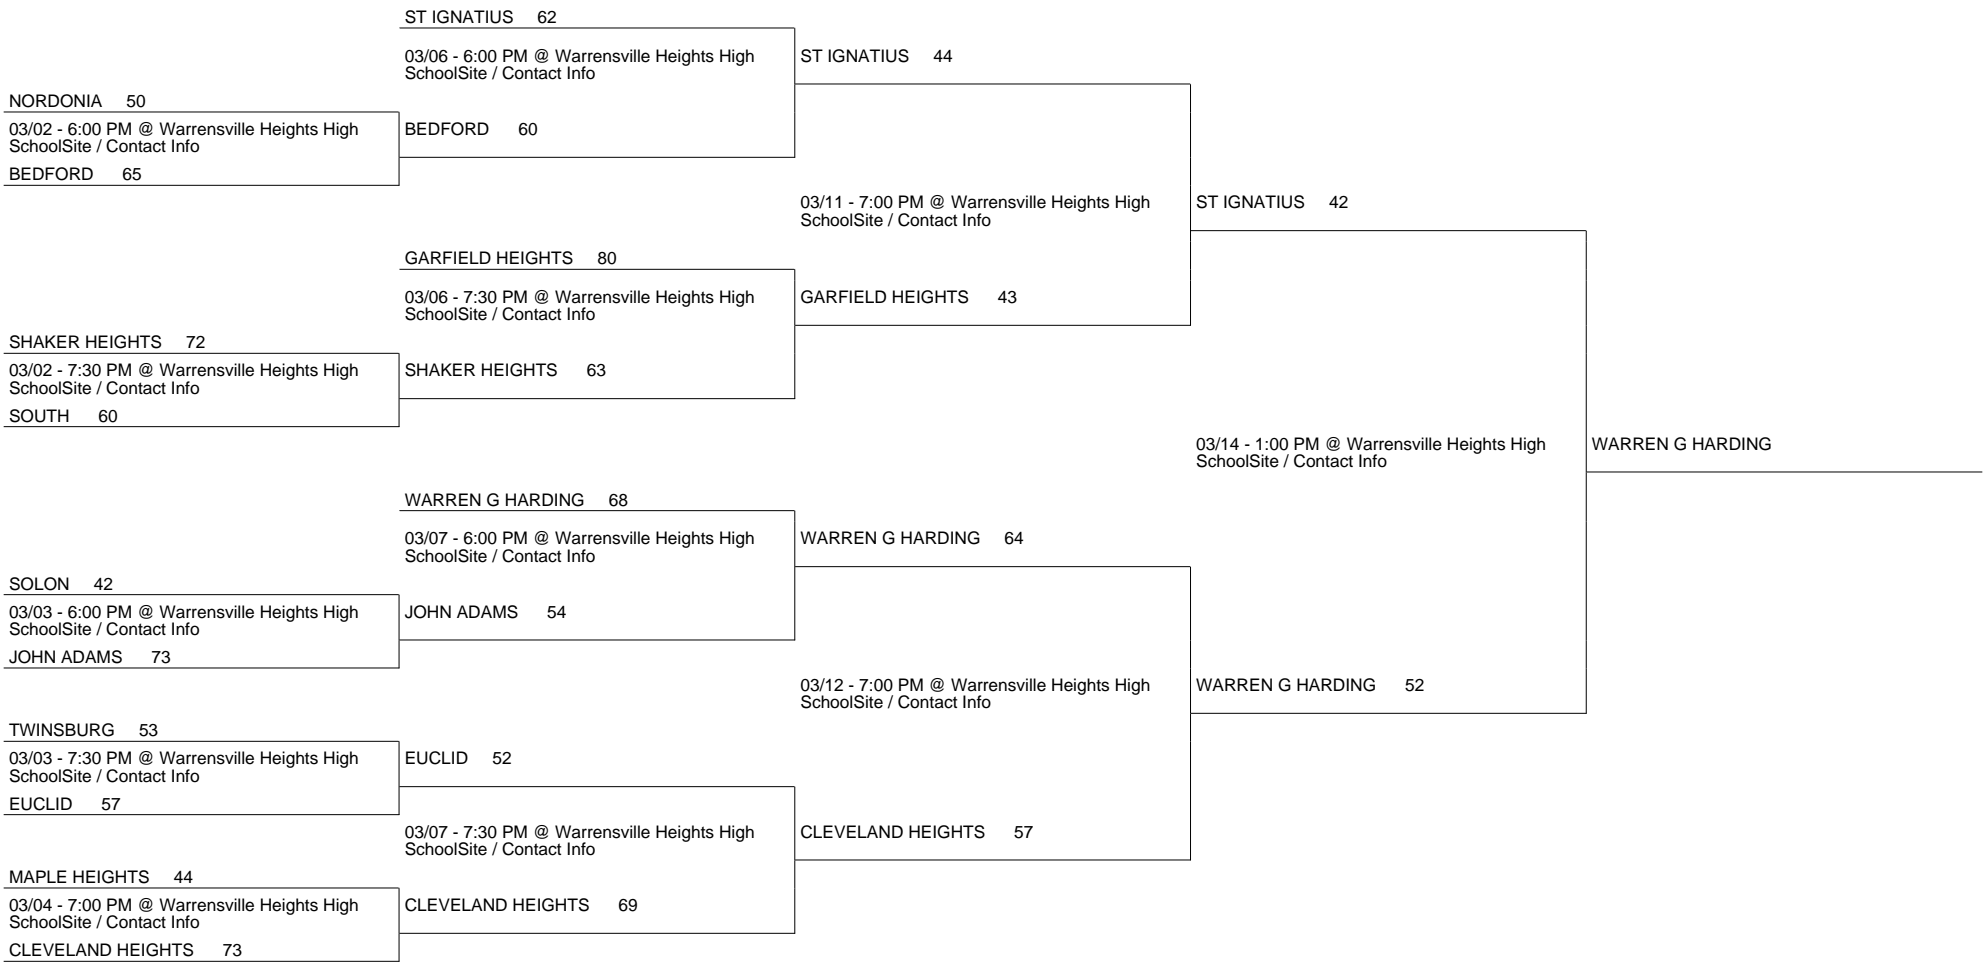 ST IGNATIUS 62
03/06 - 6:00 PM @ Warrensville Heights High
SchoolSite / Contact Info
ST IGNATIUS 44
NORDONIA 50
03/02 - 6:00 PM @ Warrensville Heights High
SchoolSite / Contact Info
BEDFORD 60
BEDFORD 65
03/11 - 7:00 PM @ Warrensville Heights High
SchoolSite / Contact Info
ST IGNATIUS 42
GARFIELD HEIGHTS 80
03/06 - 7:30 PM @ Warrensville Heights High
SchoolSite / Contact Info
GARFIELD HEIGHTS 43
SHAKER HEIGHTS 72
03/02 - 7:30 PM @ Warrensville Heights High
SchoolSite / Contact Info
SHAKER HEIGHTS 63
SOUTH 60
03/14 - 1:00 PM @ Warrensville Heights High
SchoolSite / Contact Info
WARREN G HARDING
WARREN G HARDING 68
03/07 - 6:00 PM @ Warrensville Heights High
SchoolSite / Contact Info
WARREN G HARDING 64
SOLON 42
03/03 - 6:00 PM @ Warrensville Heights High
SchoolSite / Contact Info
JOHN ADAMS 54
JOHN ADAMS 73
03/12 - 7:00 PM @ Warrensville Heights High
SchoolSite / Contact Info
WARREN G HARDING 52
TWINSBURG 53
03/03 - 7:30 PM @ Warrensville Heights High
SchoolSite / Contact Info
EUCLID 52
EUCLID 57
03/07 - 7:30 PM @ Warrensville Heights High
SchoolSite / Contact Info
CLEVELAND HEIGHTS 57
MAPLE HEIGHTS 44
03/04 - 7:00 PM @ Warrensville Heights High
SchoolSite / Contact Info
CLEVELAND HEIGHTS 69
CLEVELAND HEIGHTS 73